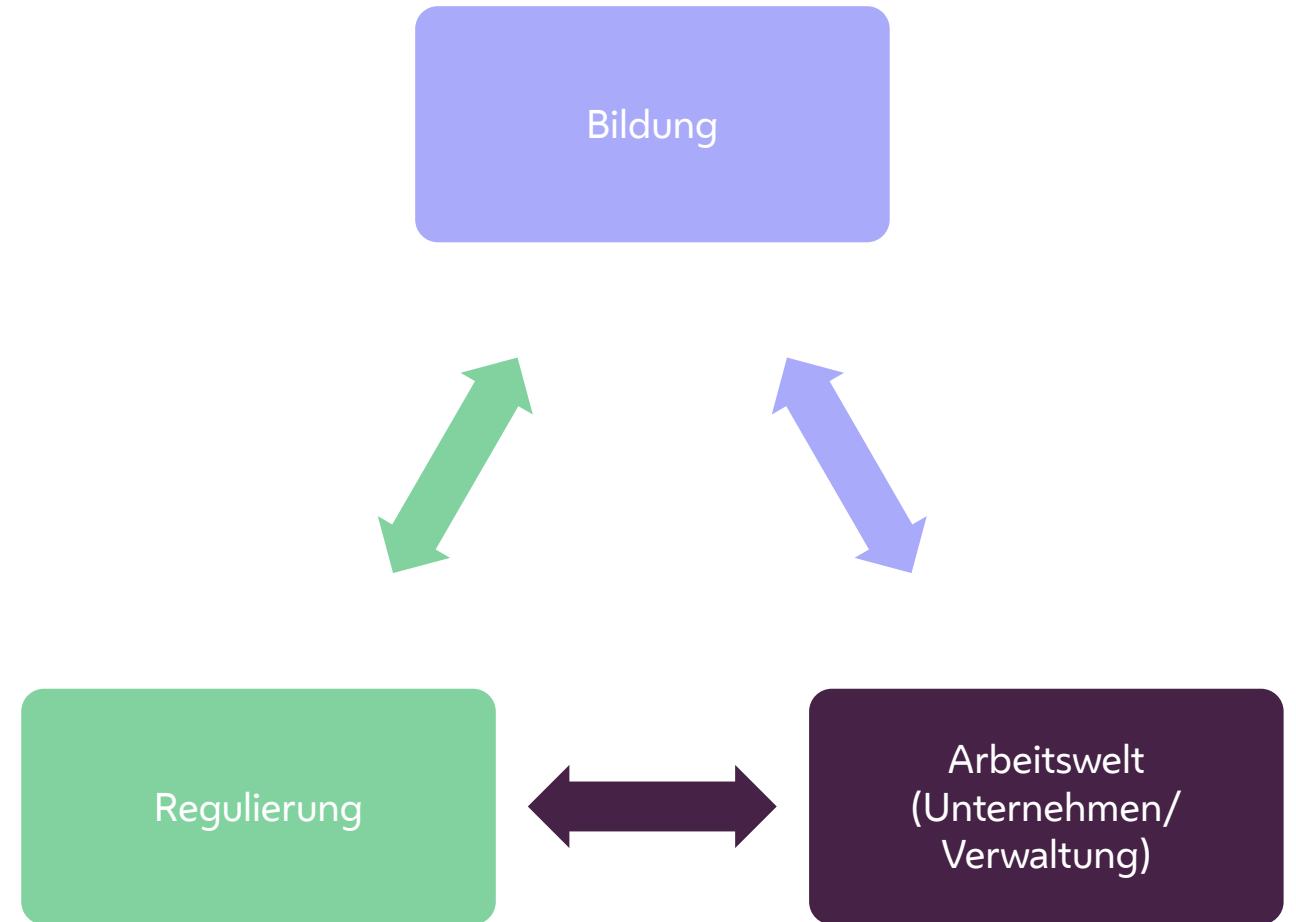 Bildung
Regulierung
Arbeitswelt
(Unternehmen/
Verwaltung)